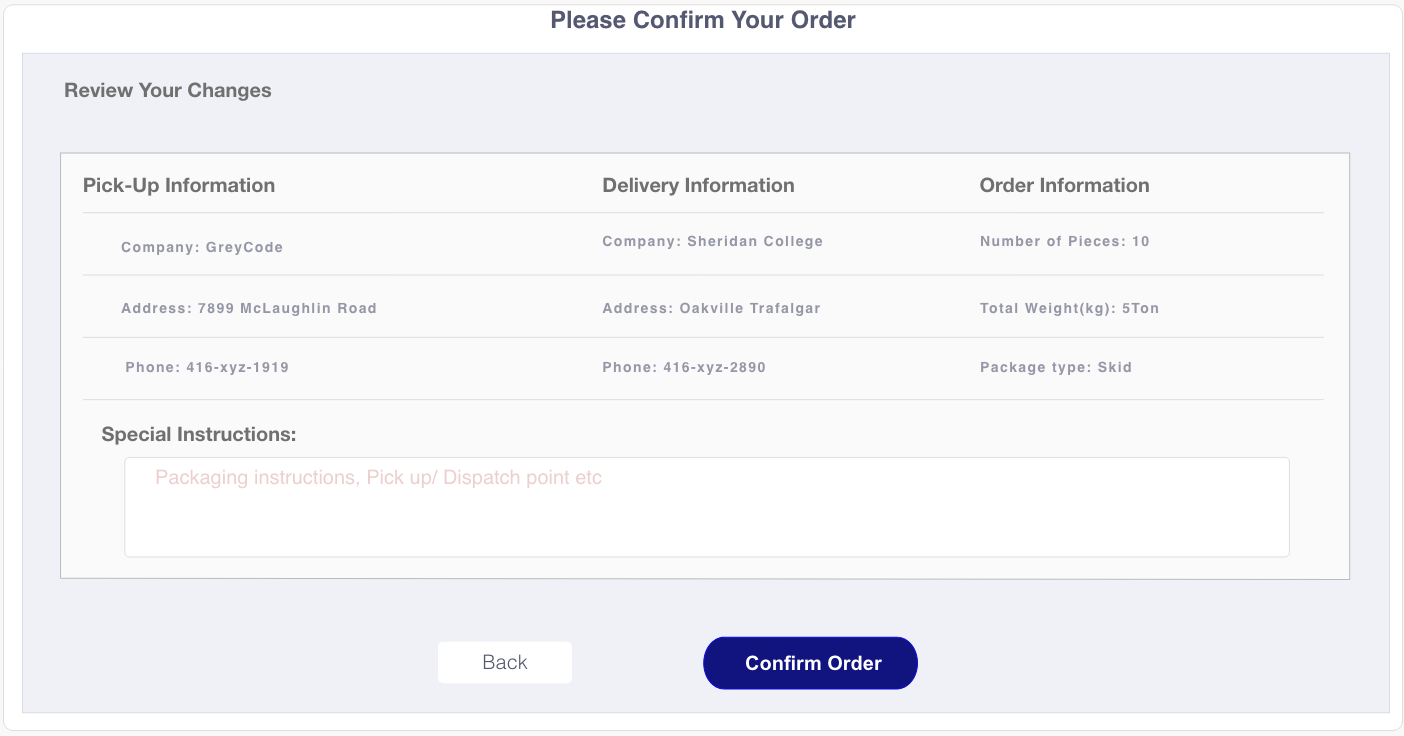 Please Confirm Your Order
Review Your Changes
Pick-Up Information Delivery Information Order Information
Company: GreyCode Company: Sheridan College Number of Pieces: 10
Address: 7899 McLaughlin Road Address: Oakville Trafalgar Total Weight(kg): 5Ton
Phone: 416-xyz-1919 Phone: 416-xyz-2890 Package type: Skid
Special Instructions:
Packaging instructions, Pick up/ Dispatch point etc
Back Confirm Order